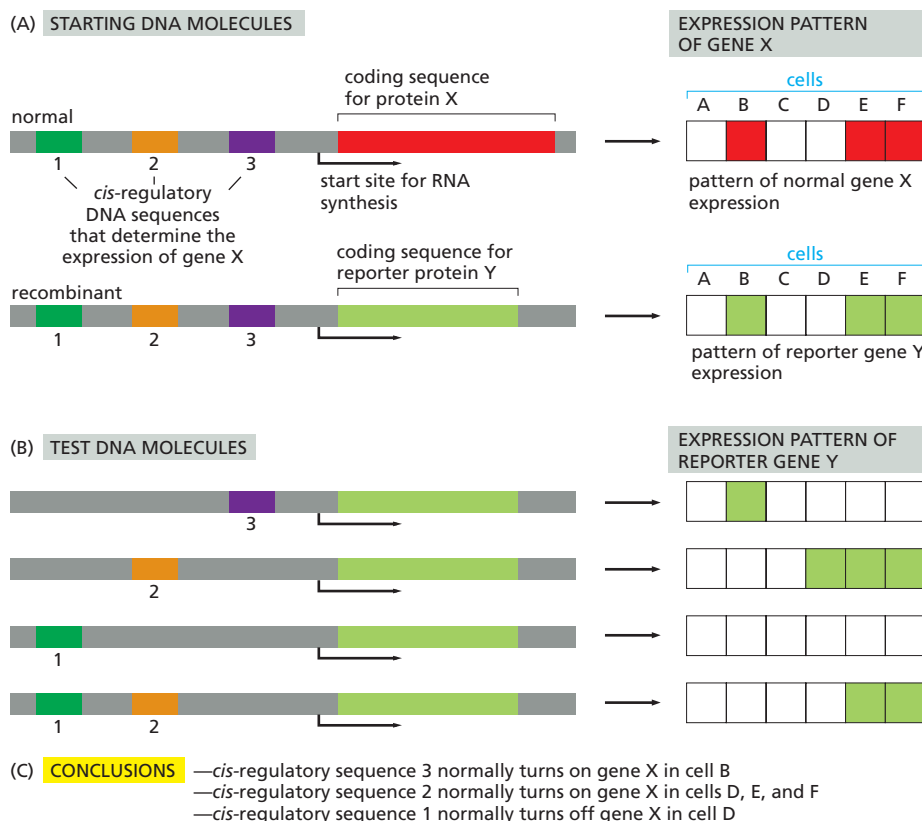 (A) STARTING DNA MOLECULES
EXPRESSION PATTERN
OF GENE X
coding sequence
for protein X
cells
A B C D E F
normal
1 2 3
cis-regulatory
DNA sequences
that determine the
expression of gene X
start site for RNA
synthesis
pattern of normal gene X
expression
coding sequence for
reporter protein Y
cells
A B C D E F
recombinant
1 2 3
pattern of reporter gene Y
expression
(B) TEST DNA MOLECULES
EXPRESSION PATTERN OF
REPORTER GENE Y
3
2
1
1 2
(C) CONCLUSIONS —cis-regulatory sequence 3 normally turns on gene X in cell B
—cis-regulatory sequence 2 normally turns on gene X in cells D, E, and F
—cis-regulatory sequence 1 normally turns off gene X in cell D